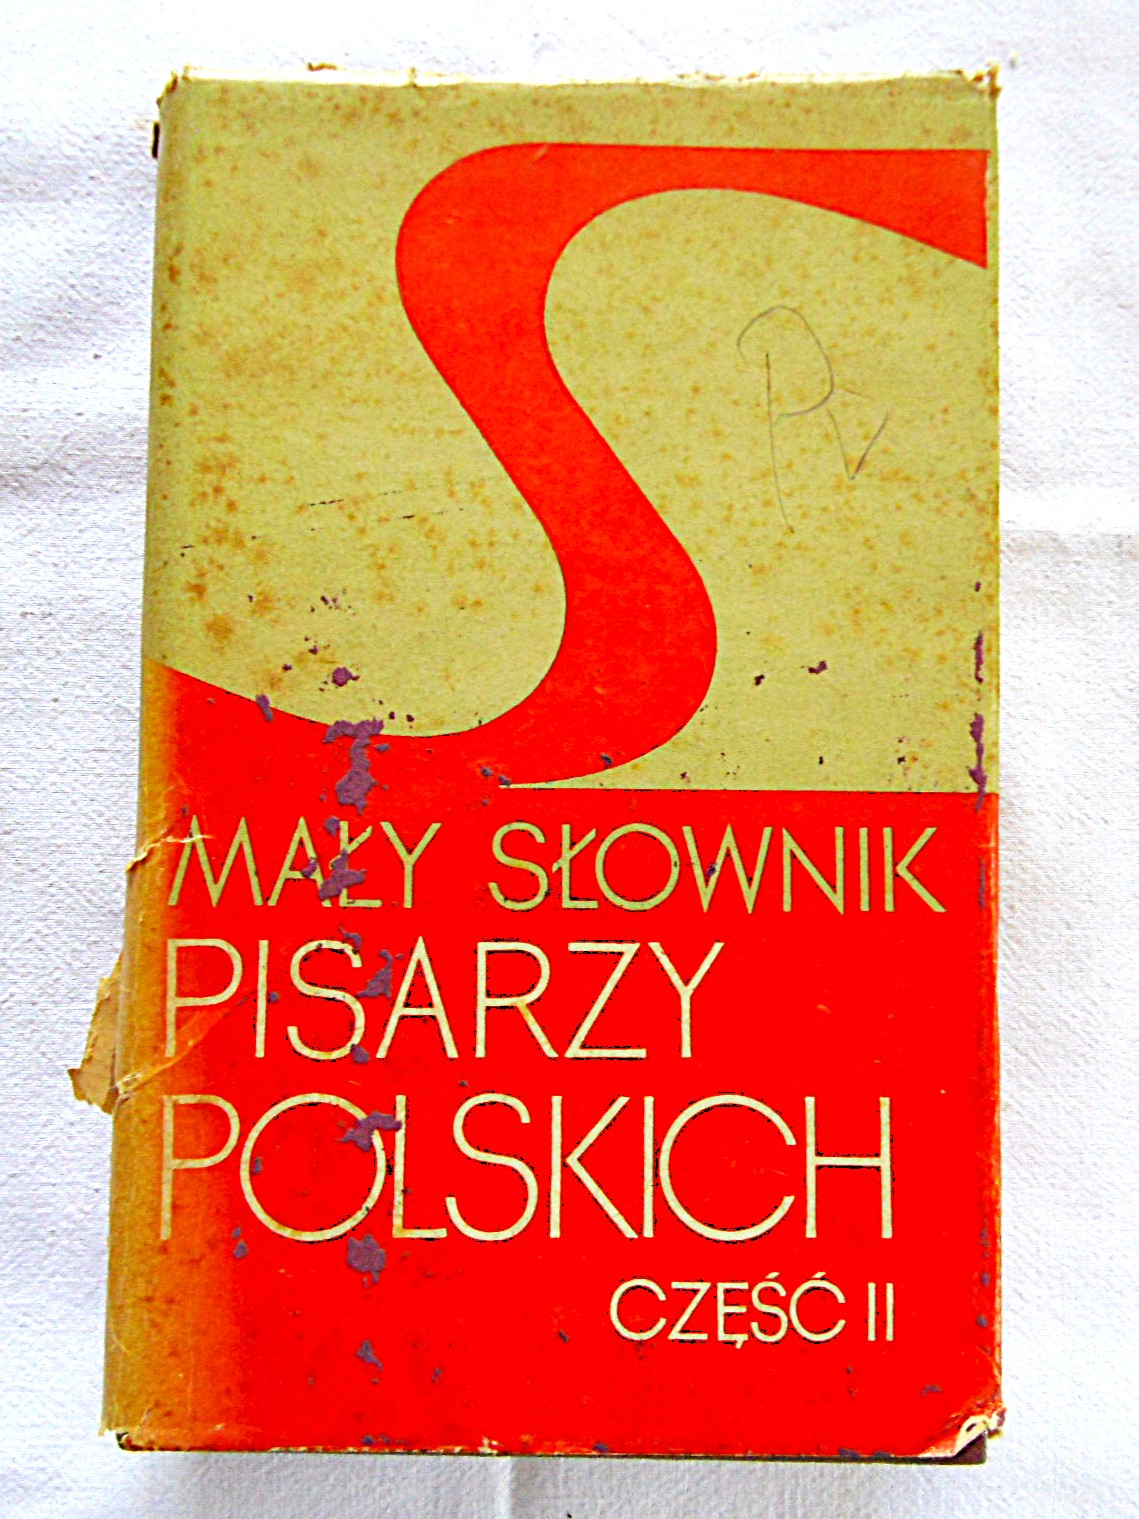 MAŁY SŁOWNIK
PISARZY
POLSKICH
CZĘŚĆ II